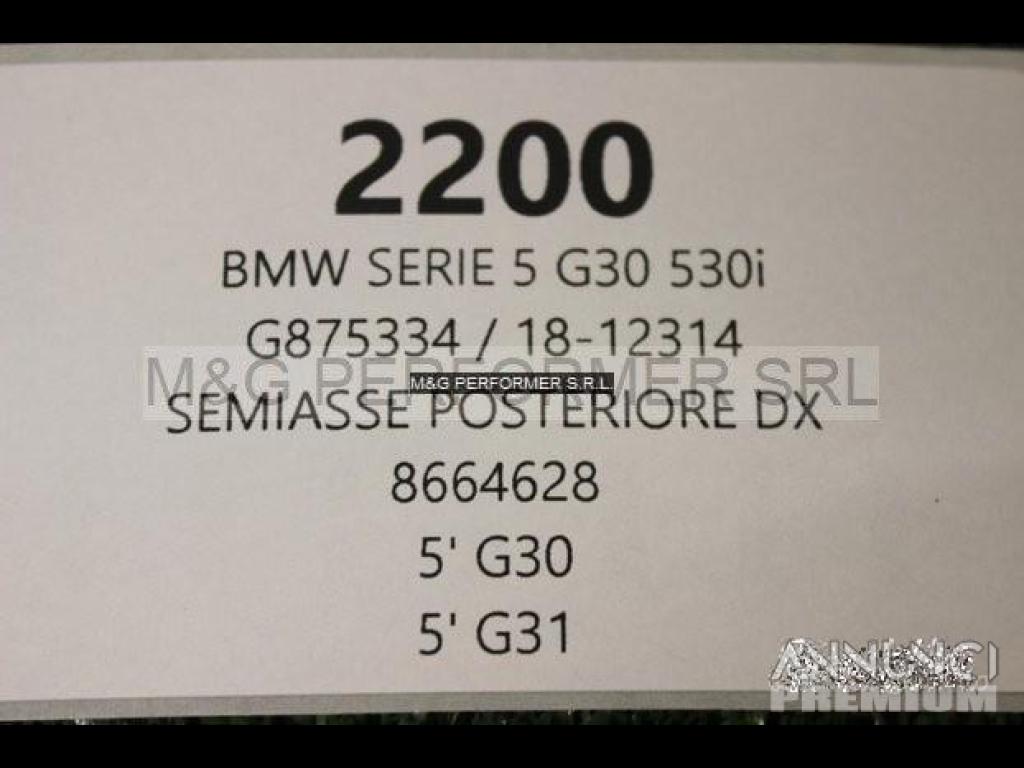 2200
BMW SERIE 5 G30 530i
G875334 / 18-12314
M&G PERFORMER SRL
M&G PERFORMER S.R.L.
SEMIASSE POSTERIORE DX
8664628
5' G30
5' G31
ANNUNCI
PREMIUM